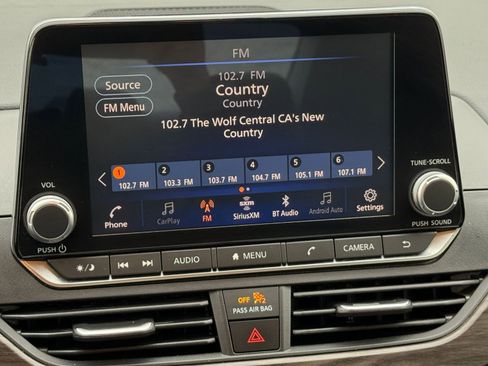 FM
102.7 FM
Source
Country
Country
FM Menu
102.7 The Wolf Central CA's New
Country
1 2 3 4 5 6
102.7 FM 103.3 FM 103.7 FM 104.7 FM 105.1 FM 107.1 FM
VOL
TUNE·SCROLL
Phone CarPlay FM SiriusXM BT Audio Android Auto Settings
sxm
PUSH
PUSH SOUND
AUDIO MENU CAMERA
OFF
PASS AIR BAG